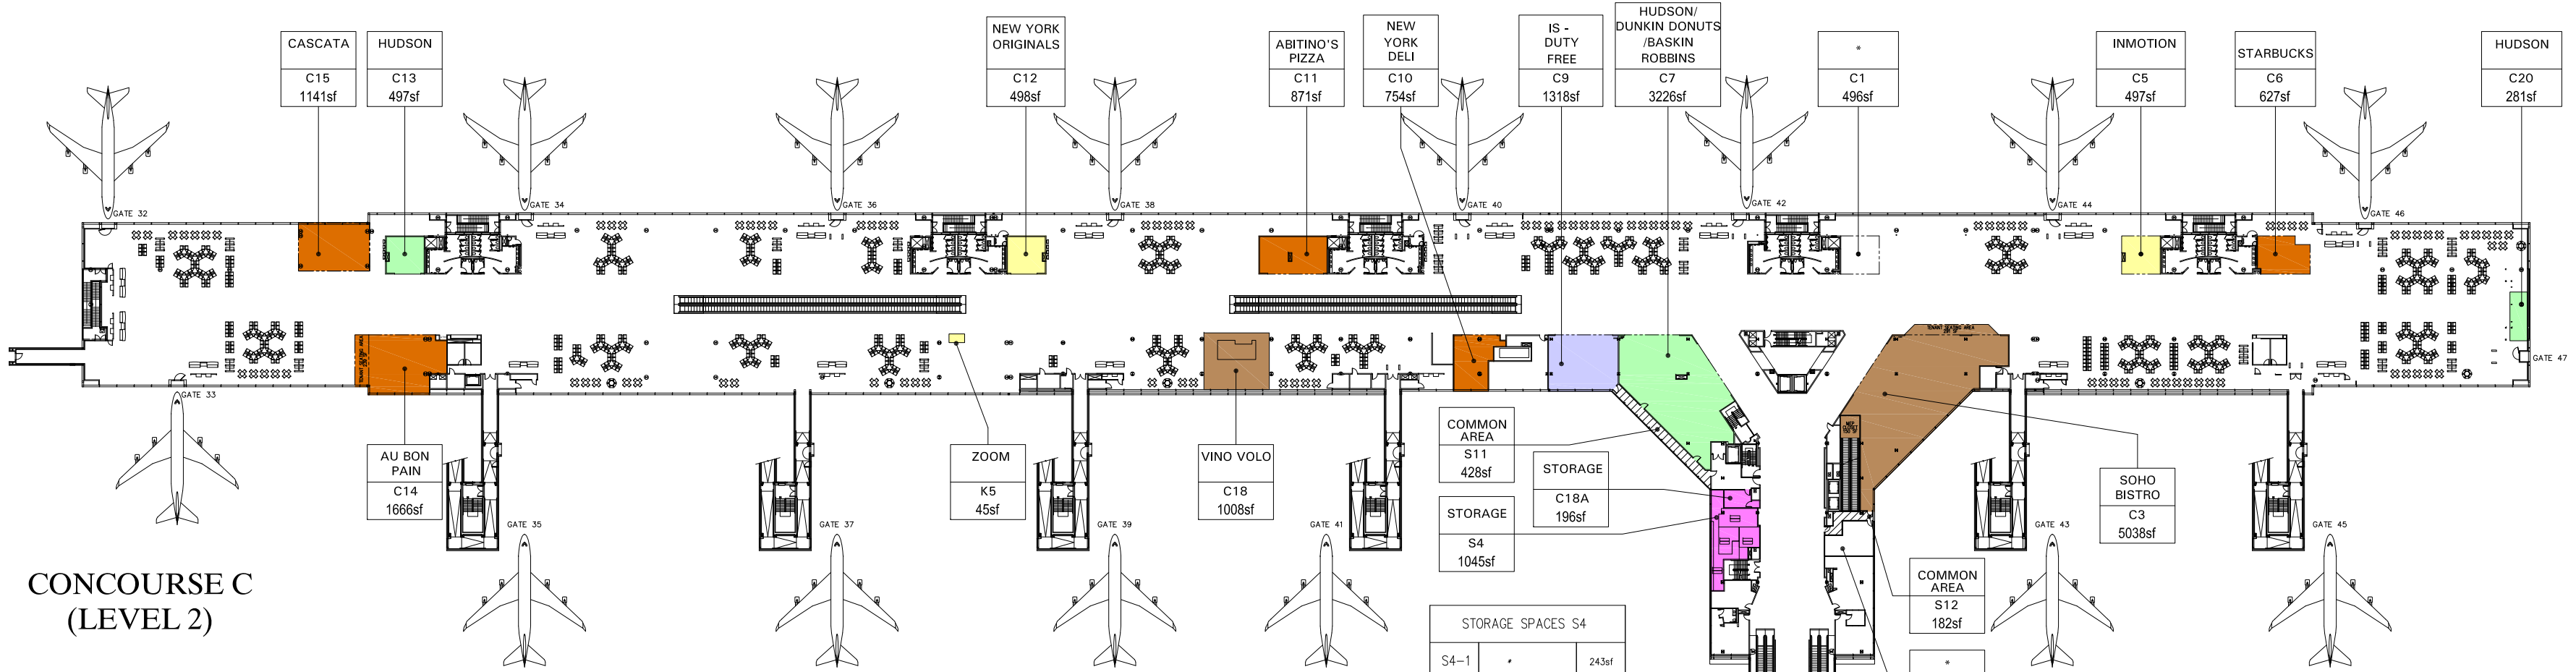 CASCATA
C15
1141sf
HUDSON
C13
497sf
NEW YORK
ORIGINALS
C12
498sf
ABITINO'S
PIZZA
C11
871sf
NEW
YORK
DELI
C10
754sf
IS -
DUTY
FREE
C9
1318sf
HUDSON/
DUNKIN DONUTS
/BASKIN
ROBBINS
C7
3226sf
*
C1
496sf
INMOTION
C5
497sf
STARBUCKS
C6
627sf
HUDSON
C20
281sf
GATE 32
GATE 34
GATE 36
GATE 38
GATE 40
GATE 42
GATE 44
GATE 46
TENANT SEATING AREA
TENANT SEATING AREA
GATE 47
GATE 33
AU BON
PAIN
C14
1666sf
ZOOM
K5
45sf
VINO VOLO
C18
1008sf
COMMON
AREA
S11
428sf
STORAGE
C18A
196sf
STORAGE
S4
1045sf
SOHO
BISTRO
C3
5038sf
GATE 35
GATE 37
GATE 39
GATE 41
GATE 43
GATE 45
COMMON
AREA
S12
182sf
CONCOURSE C
(LEVEL 2)
STORAGE SPACES S4
S4-1 * 243sf
*